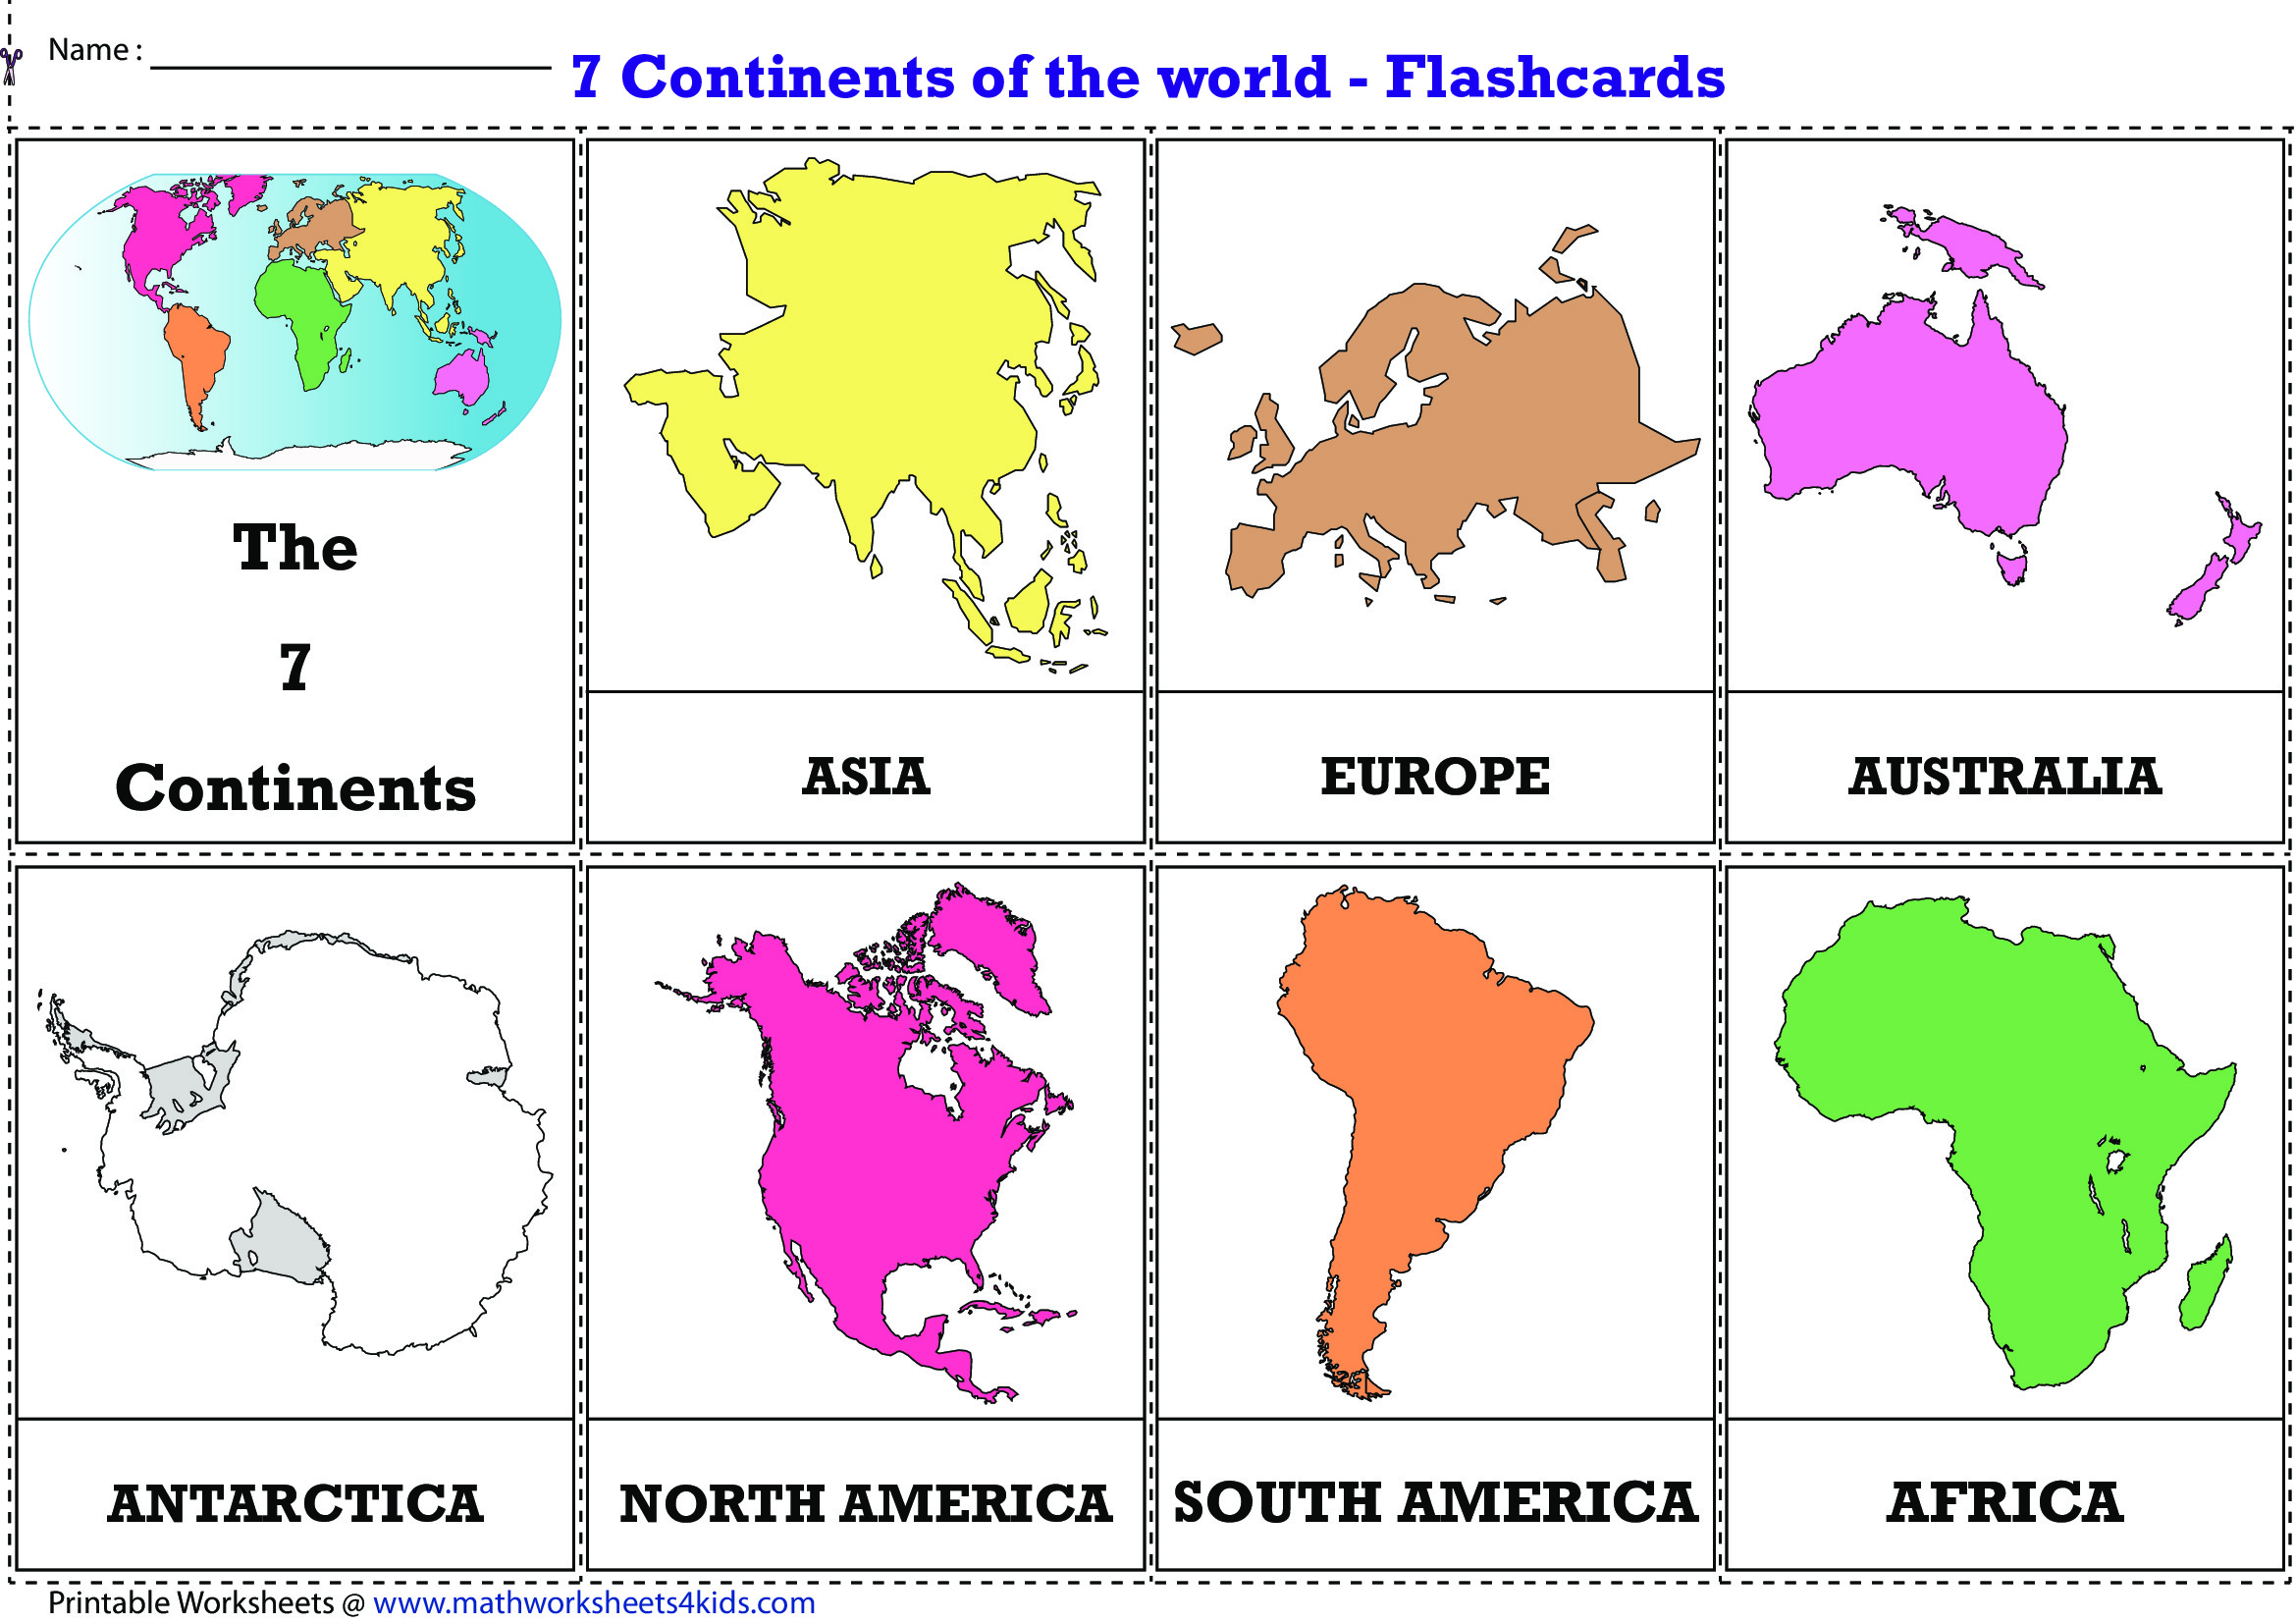 Name : 
7 Continents of the world - Flashcards
The
7
Continents
ASIA
EUROPE
AUSTRALIA
ANTARCTICA
NORTH AMERICA
SOUTH AMERICA
AFRICA
Printable Worksheets @ www.mathworksheets4kids.com